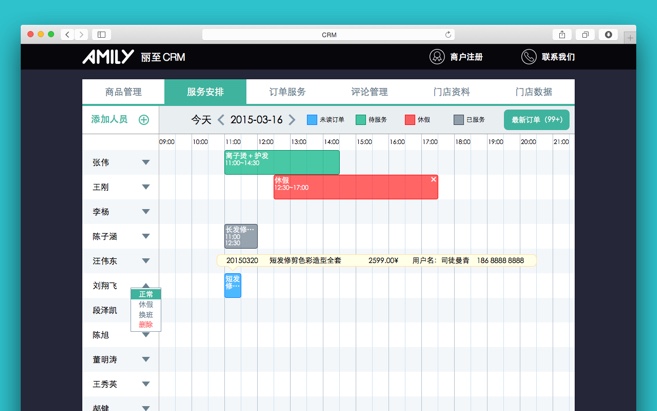 CRM
AMILY 丽至CRM
商户注册
联系我们
商品管理 服务安排 订单服务 评论管理 门店资料 门店数据
添加人员
今天 2015-03-16
未读订单 待服务 休假 已服务
最新订单（99+）
09:00 10:00 11:00 12:00 13:00 14:00 15:00 16:00 17:00 18:00 19:00 20:00 21:00
张伟
离子烫+护发
11:00~14:30
王刚
休假
12:30~17:00
李杨
陈子涵
长发修…
11:00
12:30
汪伟东
20150320 短发修剪色彩造型全套 2599.00¥ 用户名：司徒曼青 186 8888 8888
刘翔飞
短发
修…
正常
休假
换班
删除
段泽凯
陈旭
董明涛
王秀英
郝健